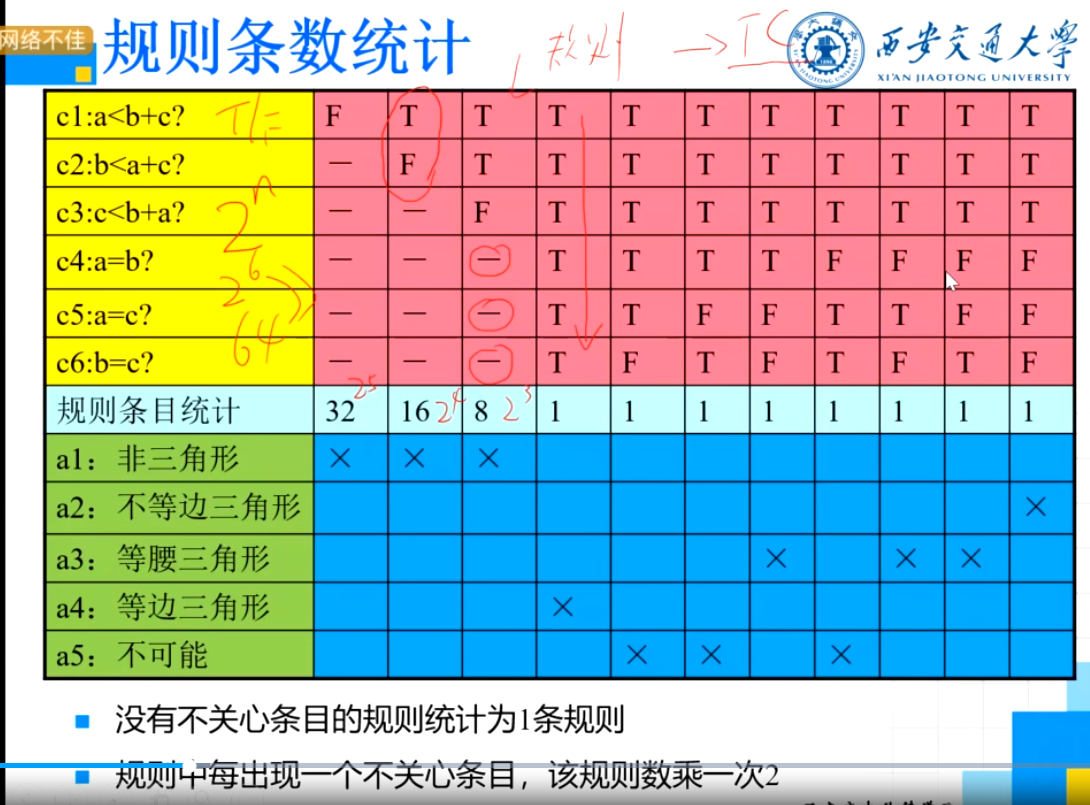 网络不佳
规则条数统计
规则 → TC
西安交通大学
XI'AN JIAOTONG UNIVERSITY
c1:a<b+c? T/F F T T T T T T T T T T
c2:b<a+c? — F T T T T T T T T T
c3:c<b+a? 2^n — — F T T T T T T T T
c4:a=b? 2^6 — — — T T T T F F F F
c5:a=c? 64 — — — T T F F T T F F
c6:b=c? — — — T F T F T F T F
规则条目统计 32 2^5 16 2^4 8 2^3 1 1 1 1 1 1 1 1
a1：非三角形 × × ×
a2：不等边三角形 ×
a3：等腰三角形 × × ×
a4：等边三角形 ×
a5：不可能 × × ×
没有不关心条目的规则统计为1条规则
规则中每出现一个不关心条目，该规则数乘一次2